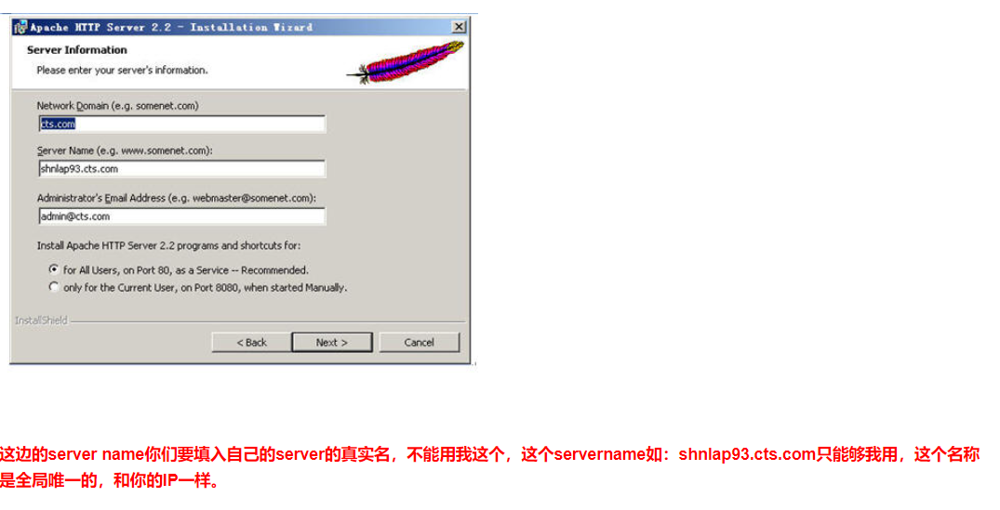 Apache HTTP Server 2.2 - Installation Wizard
Server Information
Please enter your server's information.
Network Domain (e.g. somenet.com)
cts.com
Server Name (e.g. www.somenet.com):
shnlap93.cts.com
Administrator's Email Address (e.g. webmaster@somenet.com):
admin@cts.com
Install Apache HTTP Server 2.2 programs and shortcuts for:
for All Users, on Port 80, as a Service -- Recommended.
only for the Current User, on Port 8080, when started Manually.
InstallShield
< Back Next > Cancel
这边的server name你们要填入自己的server的真实名，不能用我这个，这个servername如：shnlap93.cts.com只能够我用，这个名称
是全局唯一的，和你的IP一样。